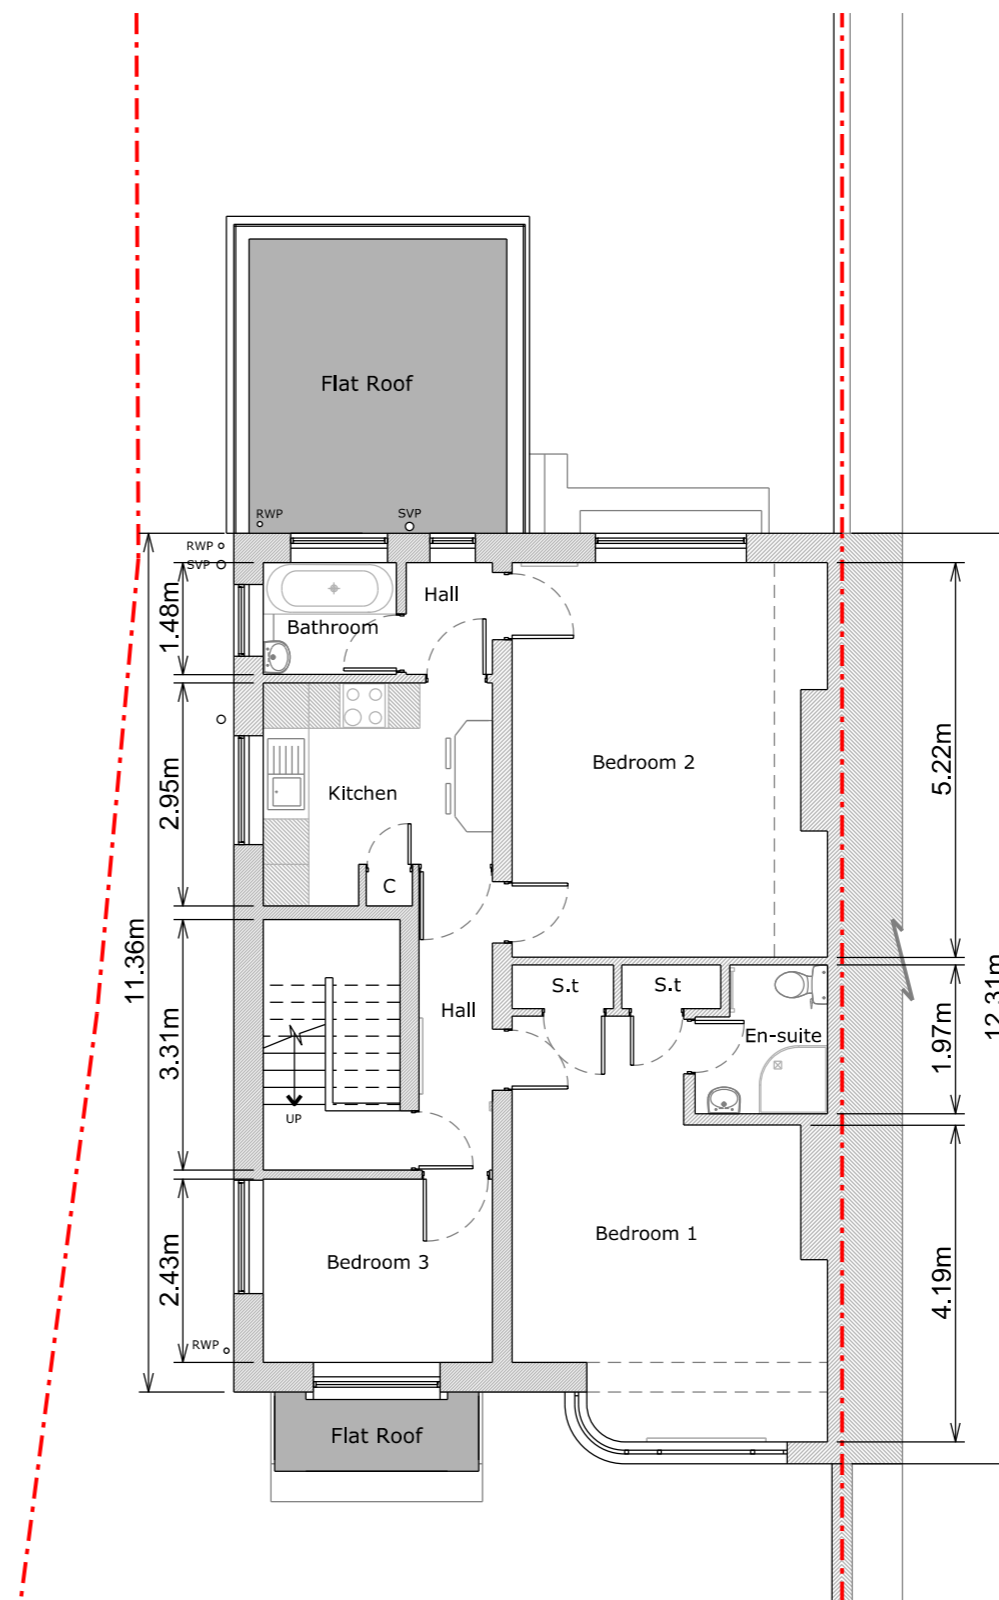 Flat Roof
RWP
SVP
RWP
SVP
Hall
Bathroom
1.48m
Bedroom 2
5.22m
Kitchen
2.95m
C
11.36m
S.t
S.t
Hall
En-suite
1.97m
12.31m
3.31m
UP
Bedroom 1
4.19m
Bedroom 3
2.43m
RWP
Flat Roof